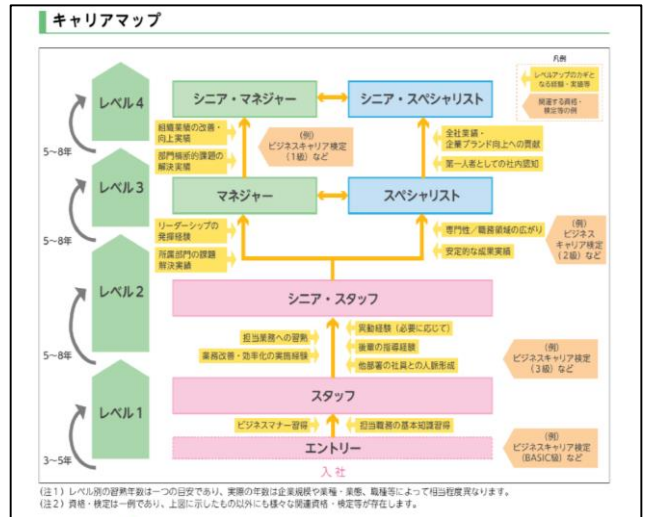 キャリアマップ
凡例
レベルアップのカギと
なる経験・実績等
関連する資格・
検定等の例
レベル4
シニア・マネジャー
シニア・スペシャリスト
組織業績の改善・
向上実績
部門横断的課題の
解決実績
(例)
ビジネスキャリア検定
(1級)など
全社業績・
企業ブランド向上への貢献
第一人者としての社内認知
5~8年
レベル3
マネジャー
スペシャリスト
リーダーシップの
発揮経験
所属部門の課題
解決実績
専門性/職務領域の広がり
安定的な成果実績
(例)
ビジネス
キャリア検定
(2級)など
5~8年
レベル2
シニア・スタッフ
担当業務への習熟
業務改善・効率化の実施経験
異動経験(必要に応じて)
後輩の指導経験
他部署の社員との人脈形成
(例)
ビジネスキャリア検定
(3級)など
5~8年
レベル1
スタッフ
ビジネスマナー習得
担当職務の基本知識習得
エントリー
(例)
ビジネスキャリア検定
(BASIC級)など
3~5年
入社
(注1)レベル別の習熟年数は一つの目安であり、実際の年数は企業規模や業種・業態、職種等によって相当程度異なります。
(注2)資格・検定は一例であり、上図に示したもの以外にも様々な関連資格・検定等が存在します。